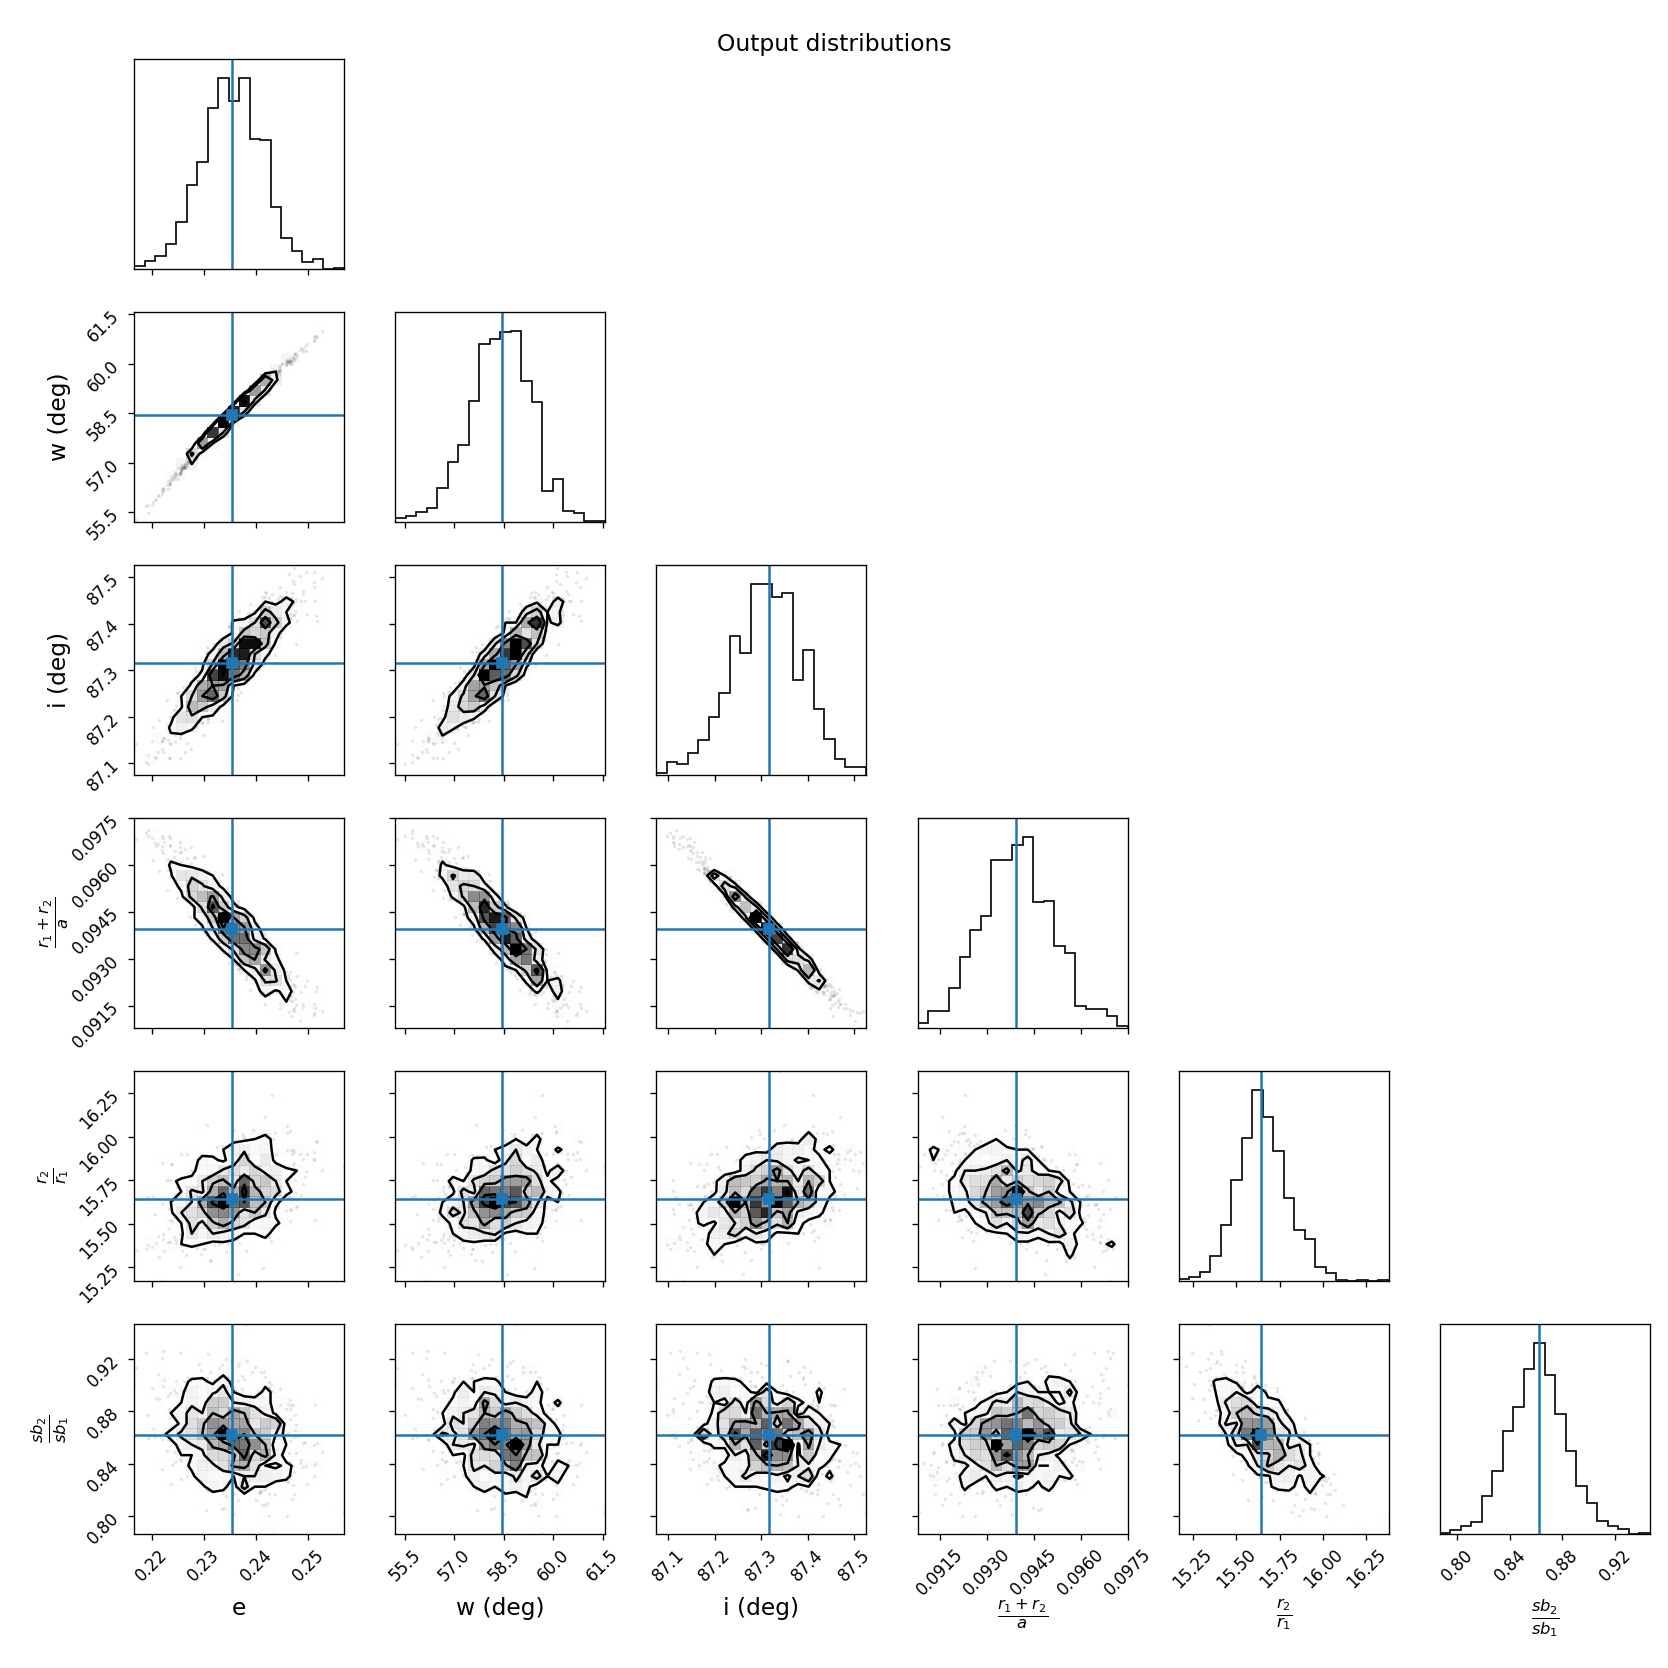 Output distributions
61.5
60.0
58.5
57.0
55.5
w (deg)
87.5
87.4
87.3
87.2
87.1
i (deg)
0.0975
0.0960
0.0945
0.0930
0.0915
r₁ + r₂
a
16.25
16.00
15.75
15.50
15.25
r₂
r₁
0.92
0.88
0.84
0.80
sb₂
sb₁
0.22 0.23 0.24 0.25 55.5 57.0 58.5 60.0 61.5 87.1 87.2 87.3 87.4 87.5 0.0915 0.0930 0.0945 0.0960 0.0975 15.25 15.50 15.75 16.00 16.25 0.80 0.84 0.88 0.92
e w (deg) i (deg)
r₁ + r₂ r₂ sb₂
a r₁ sb₁